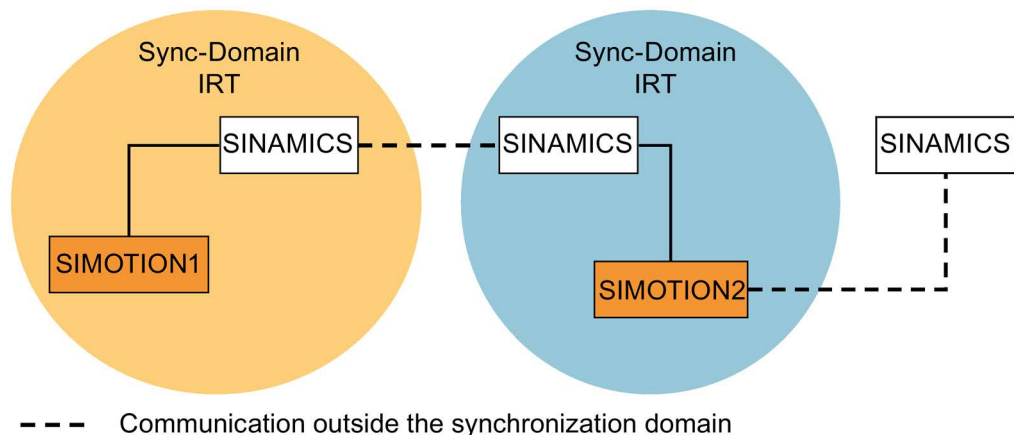 Sync-Domain
IRT
Sync-Domain
IRT
SINAMICS
SINAMICS
SINAMICS
SIMOTION1
SIMOTION2
Communication outside the synchronization domain